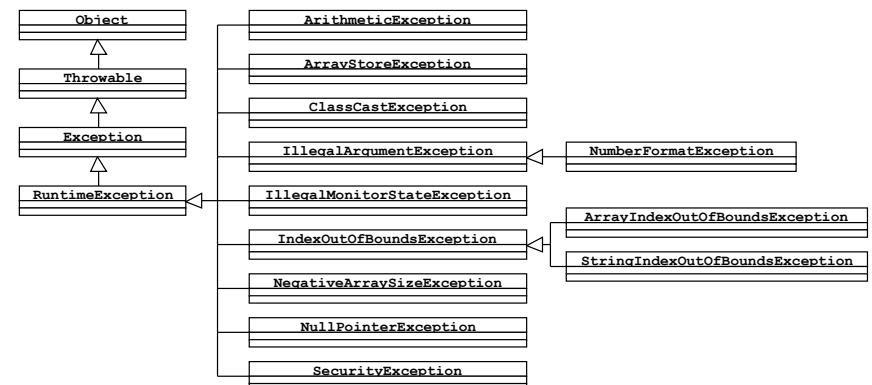 Object
Throwable
Exception
RuntimeException
ArithmeticException
ArrayStoreException
ClassCastException
IllegalArgumentException
NumberFormatException
IllegalMonitorStateException
IndexOutOfBoundsException
ArrayIndexOutOfBoundsException
StringIndexOutOfBoundsException
NegativeArraySizeException
NullPointerException
SecurityException